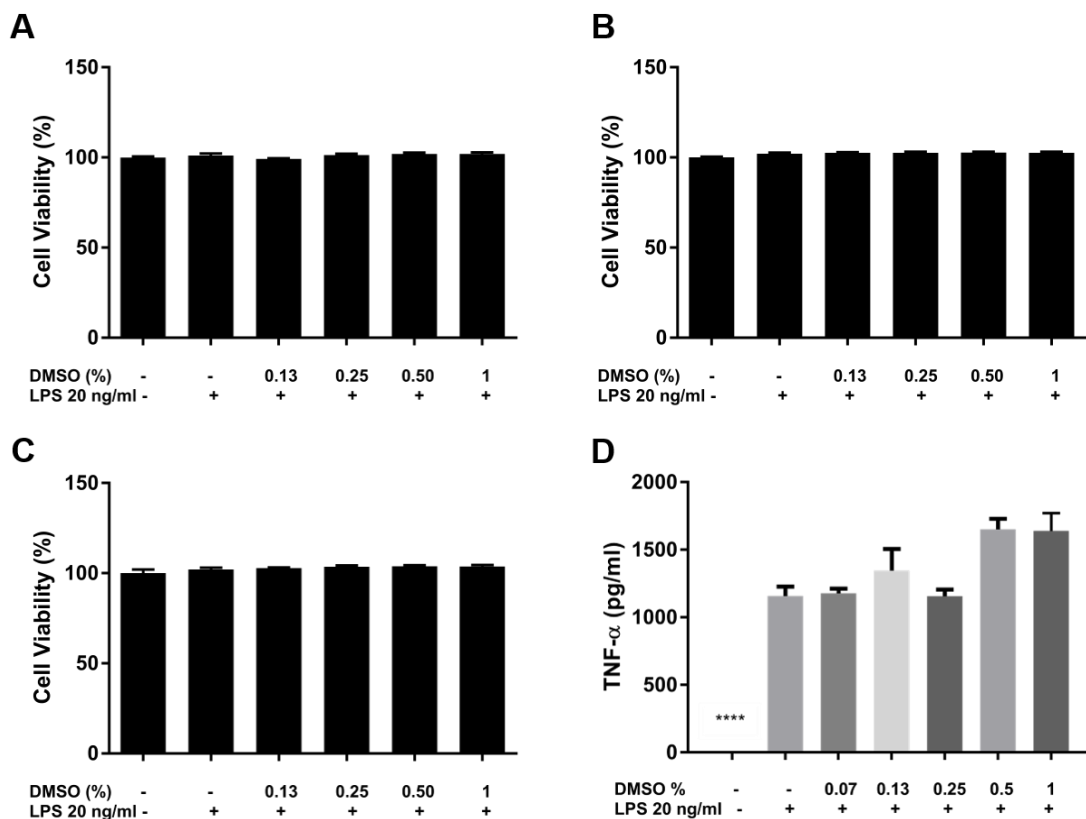 A
Cell Viability (%)
150
100
50
0
DMSO (%) - - 0.13 0.25 0.50 1
LPS 20 ng/ml - + + + + +
B
Cell Viability (%)
150
100
50
0
DMSO (%) - - 0.13 0.25 0.50 1
LPS 20 ng/ml - + + + + +
C
Cell Viability (%)
150
100
50
0
DMSO (%) - - 0.13 0.25 0.50 1
LPS 20 ng/ml - + + + + +
D
TNF-α (pg/ml)
2000
1500
1000
500
0
****
DMSO % - - 0.07 0.13 0.25 0.5 1
LPS 20 ng/ml - + + + + + +